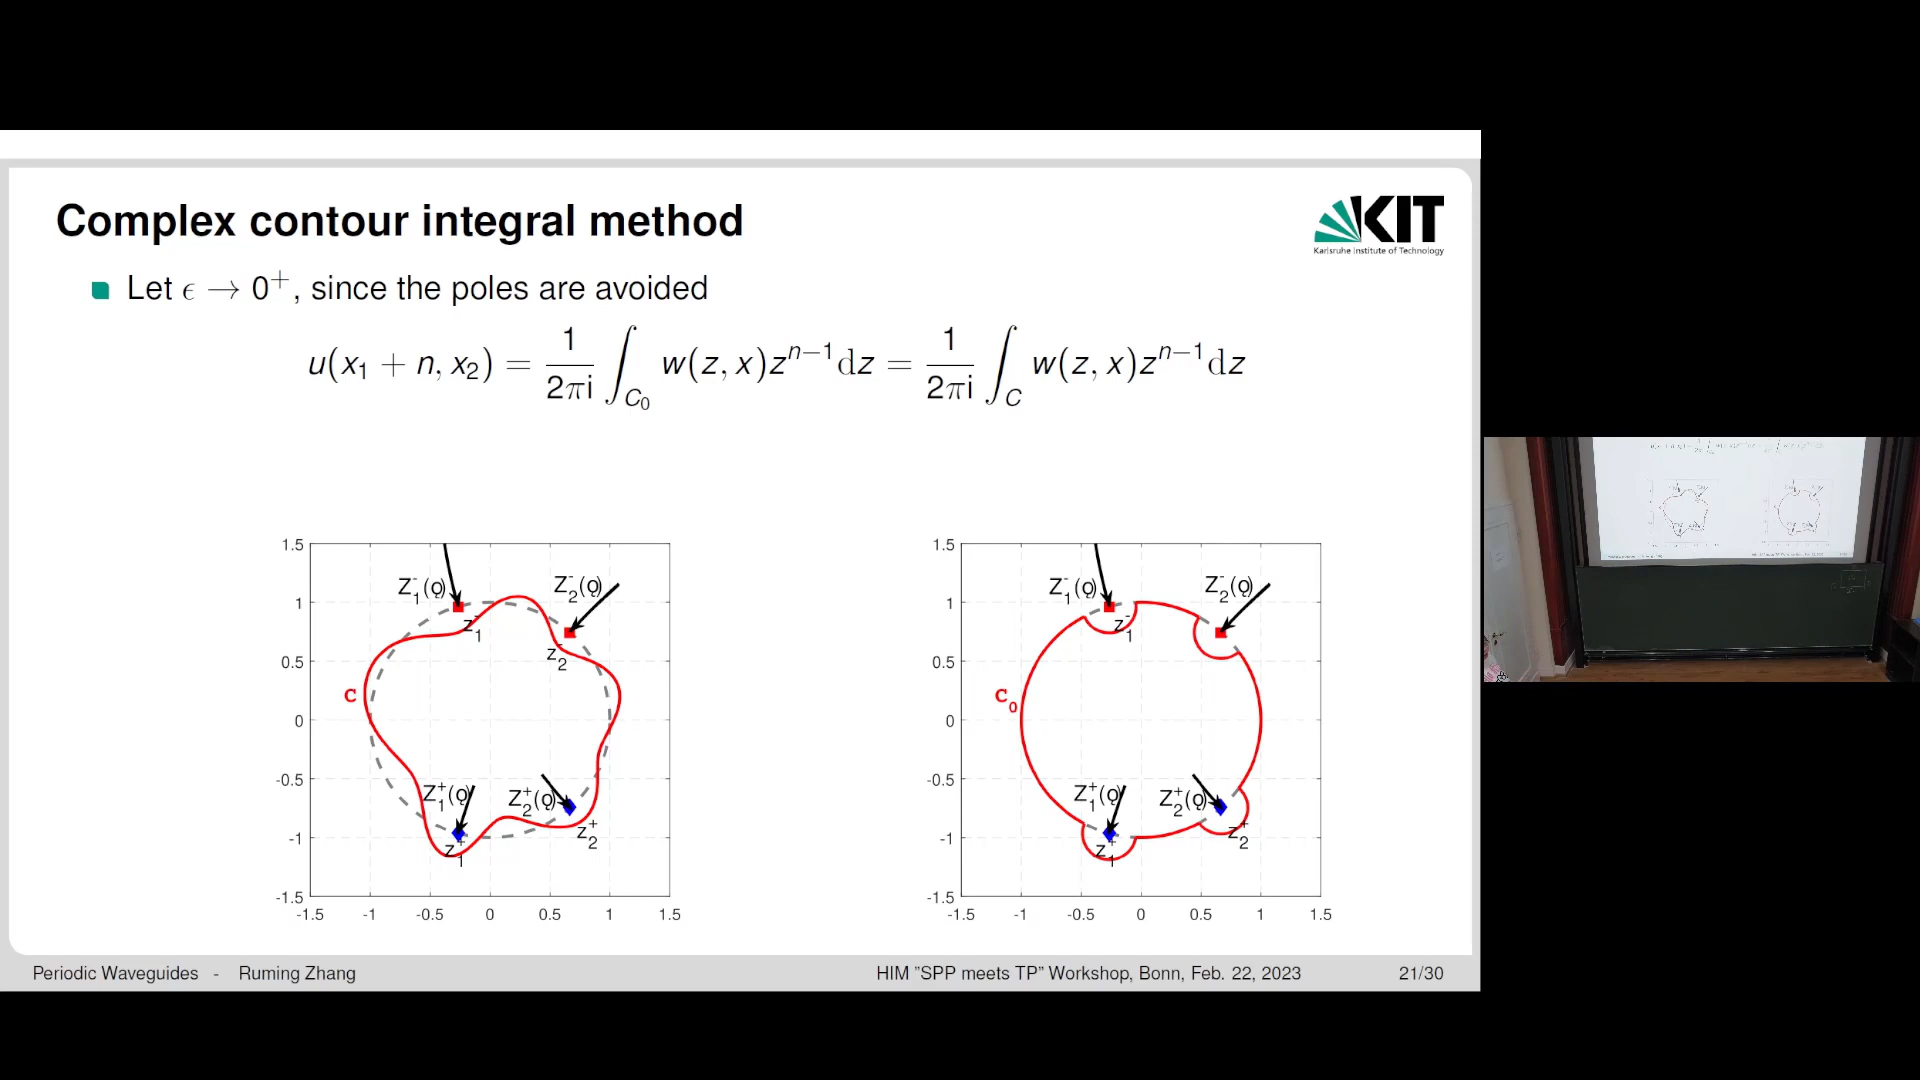 Complex contour integral method
KIT
Karlsruhe Institute of Technology
Let ϵ → 0⁺, since the poles are avoided
u(x₁ + n, x₂) = 1/2πi ∫_{C₀} w(z, x)zⁿ⁻¹dz = 1/2πi ∫_C w(z, x)zⁿ⁻¹dz
1.5
1
0.5
0
-0.5
-1
-1.5
-1.5 -1 -0.5 0 0.5 1 1.5
Z₁⁻(0)
Z₂⁻(0)
z₁⁻
z₂⁻
C
Z₁⁺(0)
Z₂⁺(0)
z₁⁺
z₂⁺
1.5
1
0.5
0
-0.5
-1
-1.5
-1.5 -1 -0.5 0 0.5 1 1.5
Z₁⁻(0)
Z₂⁻(0)
z₁⁻
C₀
Z₁⁺(0)
Z₂⁺(0)
z₁⁺
z₂⁺
Periodic Waveguides - Ruming Zhang
HIM ”SPP meets TP” Workshop, Bonn, Feb. 22, 2023
21/30